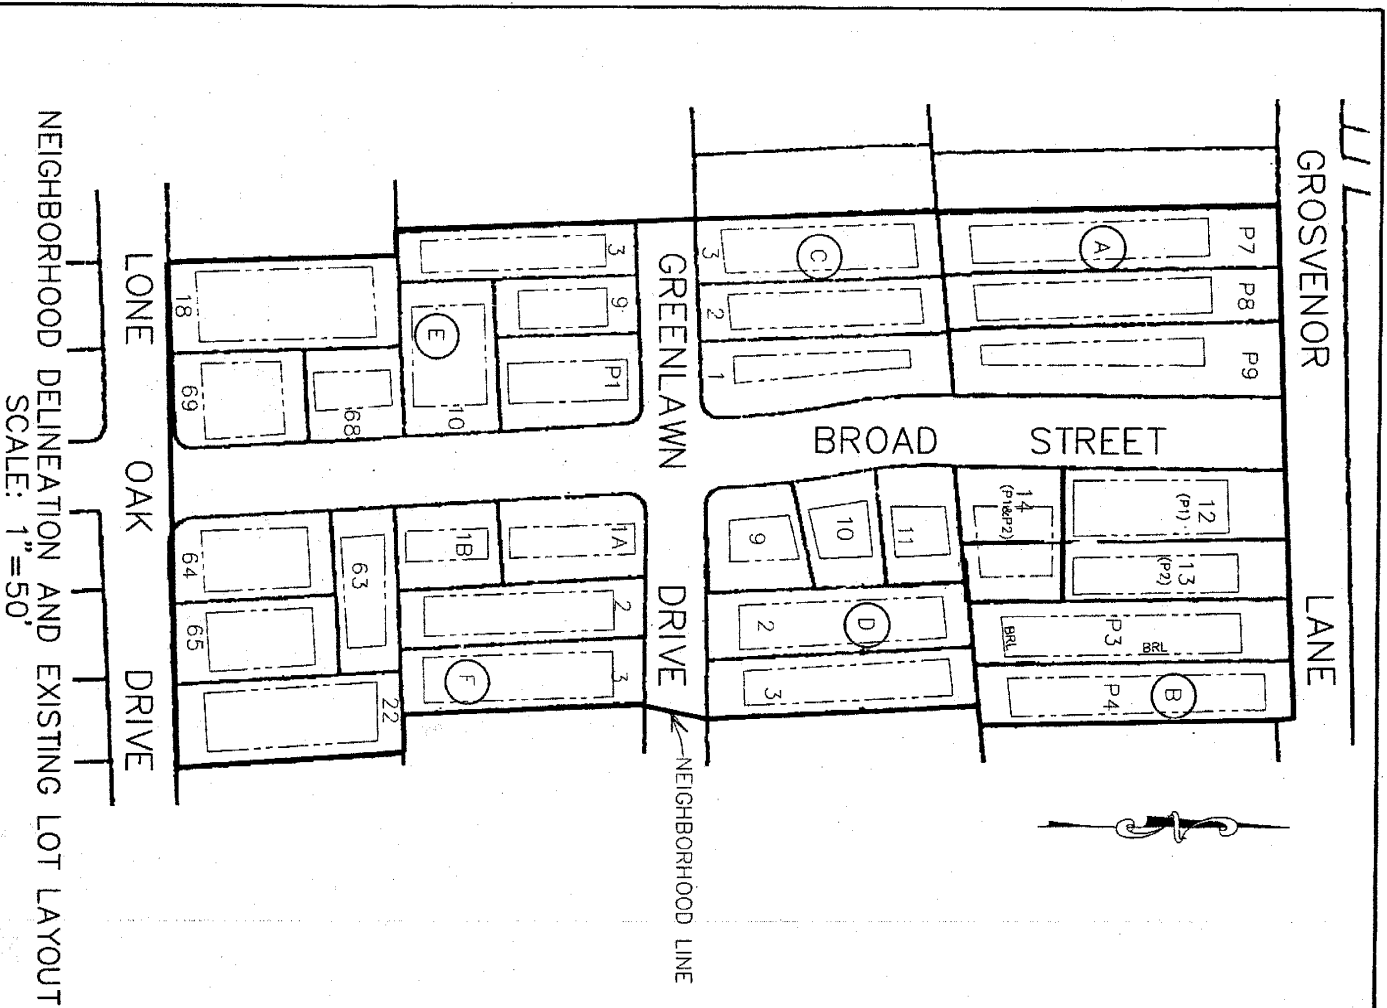 GROSVENOR LANE
P7
P8
P9
A
12
(P1)
13
(P2)
14
(P1&P2)
P3
BRL
BRL
P4
B
BROAD STREET
C
3
2
1
11
10
9
D
2
3
GREENLAWN DRIVE
NEIGHBORHOOD LINE
3
9
P1
E
10
1A
1B
2
3
F
18
68
69
63
64
65
22
LONE OAK DRIVE
NEIGHBORHOOD DELINEATION AND EXISTING LOT LAYOUT
SCALE: 1"=50'